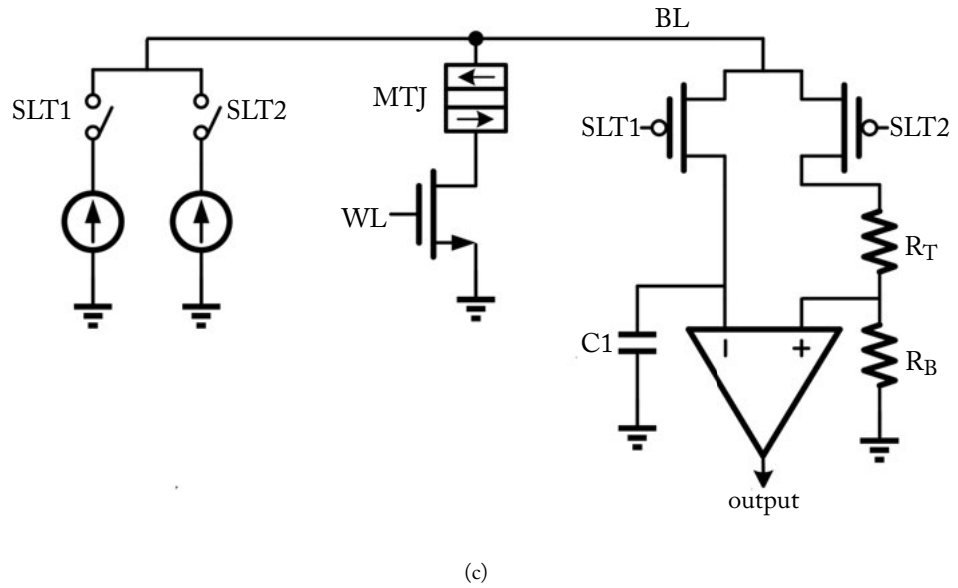 BL
SLT1
SLT2
MTJ
WL
SLT1
SLT2
R_T
C1
− +
R_B
output
(c)